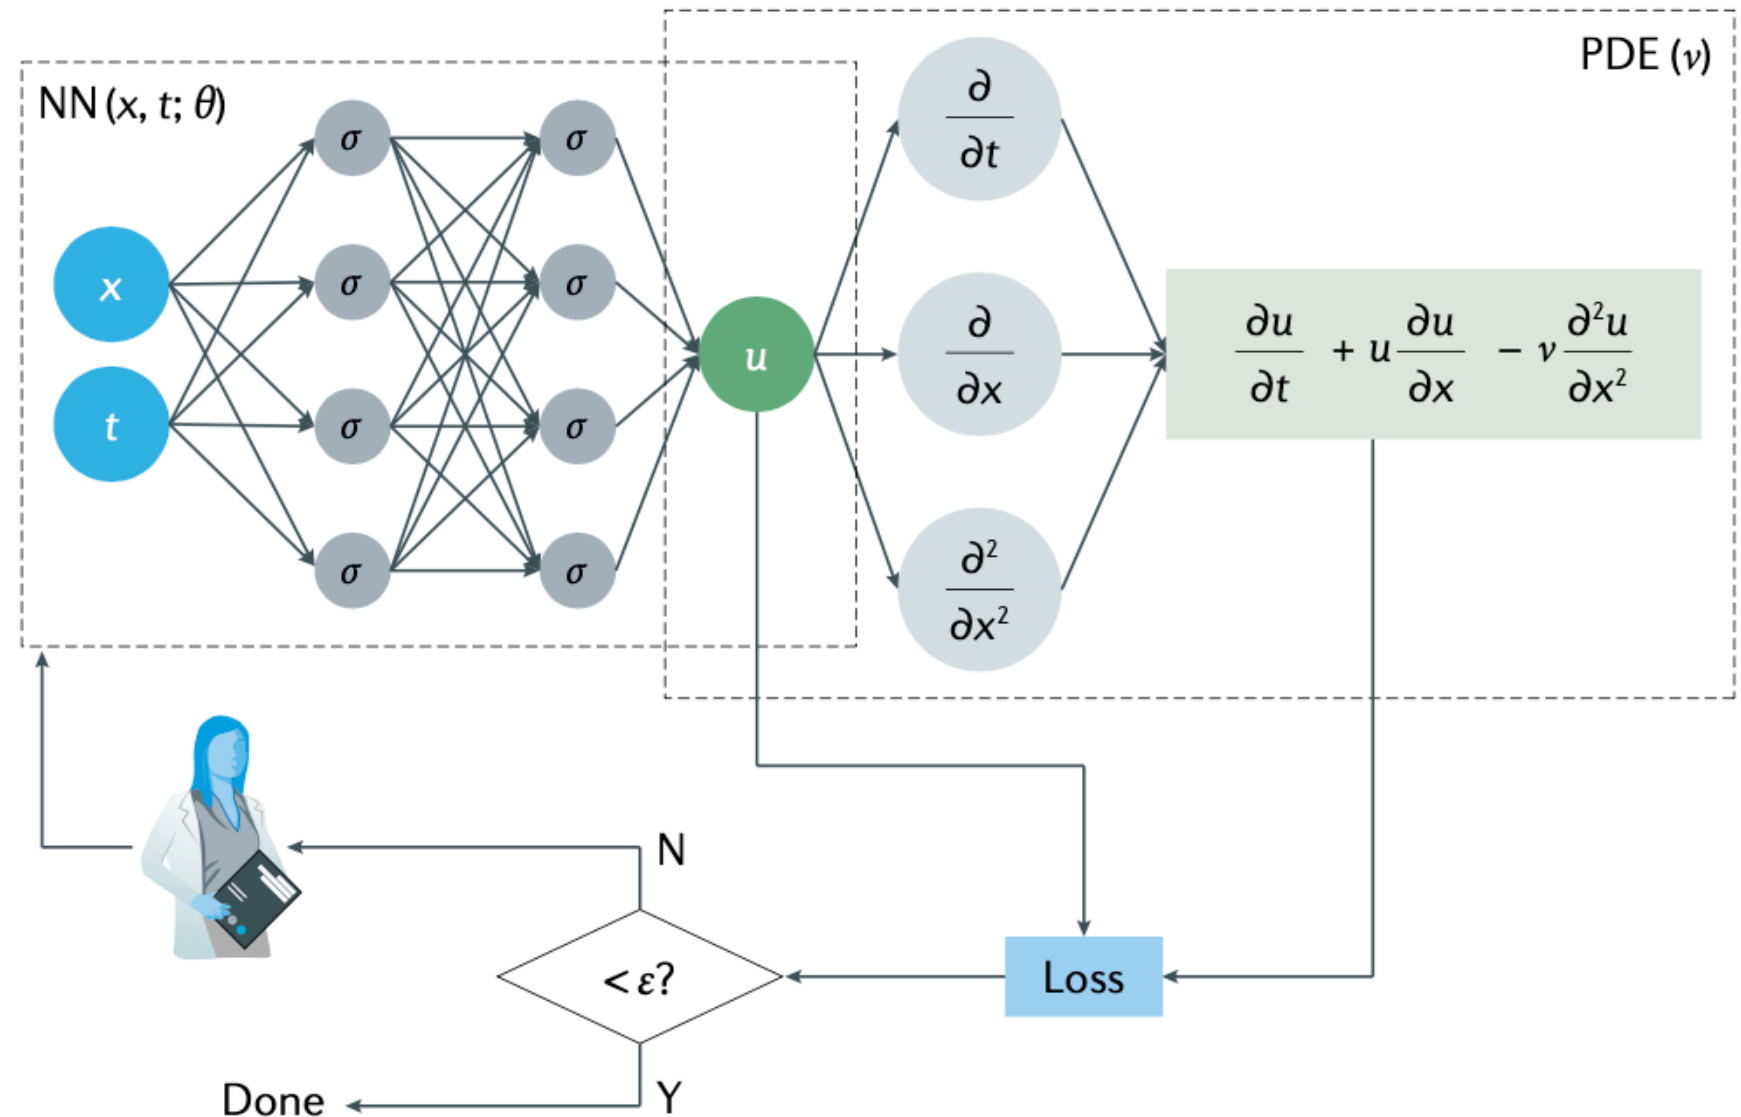 NN (x, t; θ)
PDE (ν)
x
t
σ
σ
σ
σ
σ
σ
σ
σ
u
∂/∂t
∂/∂x
∂²/∂x²
∂u/∂t + u ∂u/∂x − ν ∂²u/∂x²
N
< ε?
Loss
Y
Done